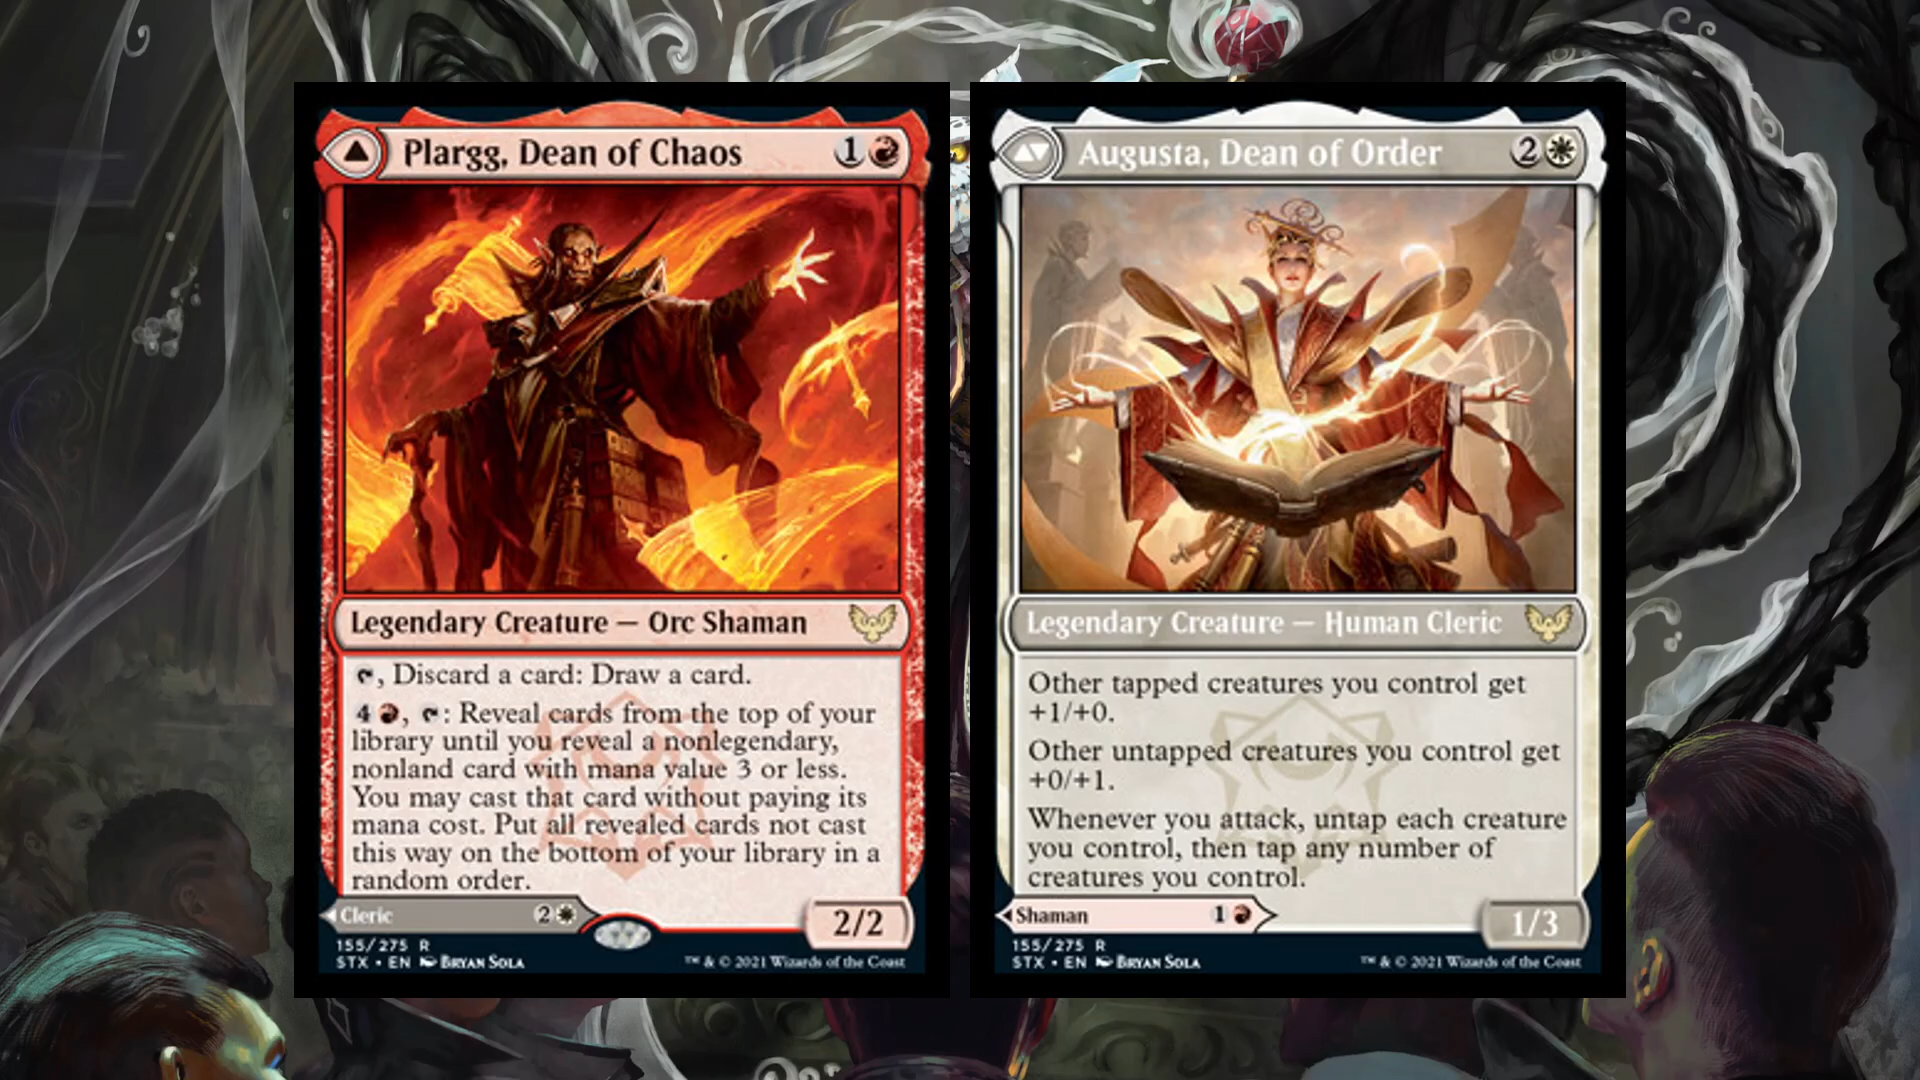 Plargg, Dean of Chaos 1
Legendary Creature — Orc Shaman
, Discard a card: Draw a card.
4 , : Reveal cards from the top of your
library until you reveal a nonlegendary,
nonland card with mana value 3 or less.
You may cast that card without paying its
mana cost. Put all revealed cards not cast
this way on the bottom of your library in a
random order.
Cleric 2
2/2
155/275 R
STX • EN Bryan Sola
™ & © 2021 Wizards of the Coast
Augusta, Dean of Order 2
Legendary Creature — Human Cleric
Other tapped creatures you control get
+1/+0.
Other untapped creatures you control get
+0/+1.
Whenever you attack, untap each creature
you control, then tap any number of
creatures you control.
Shaman 1
1/3
155/275 R
STX • EN Bryan Sola
™ & © 2021 Wizards of the Coast